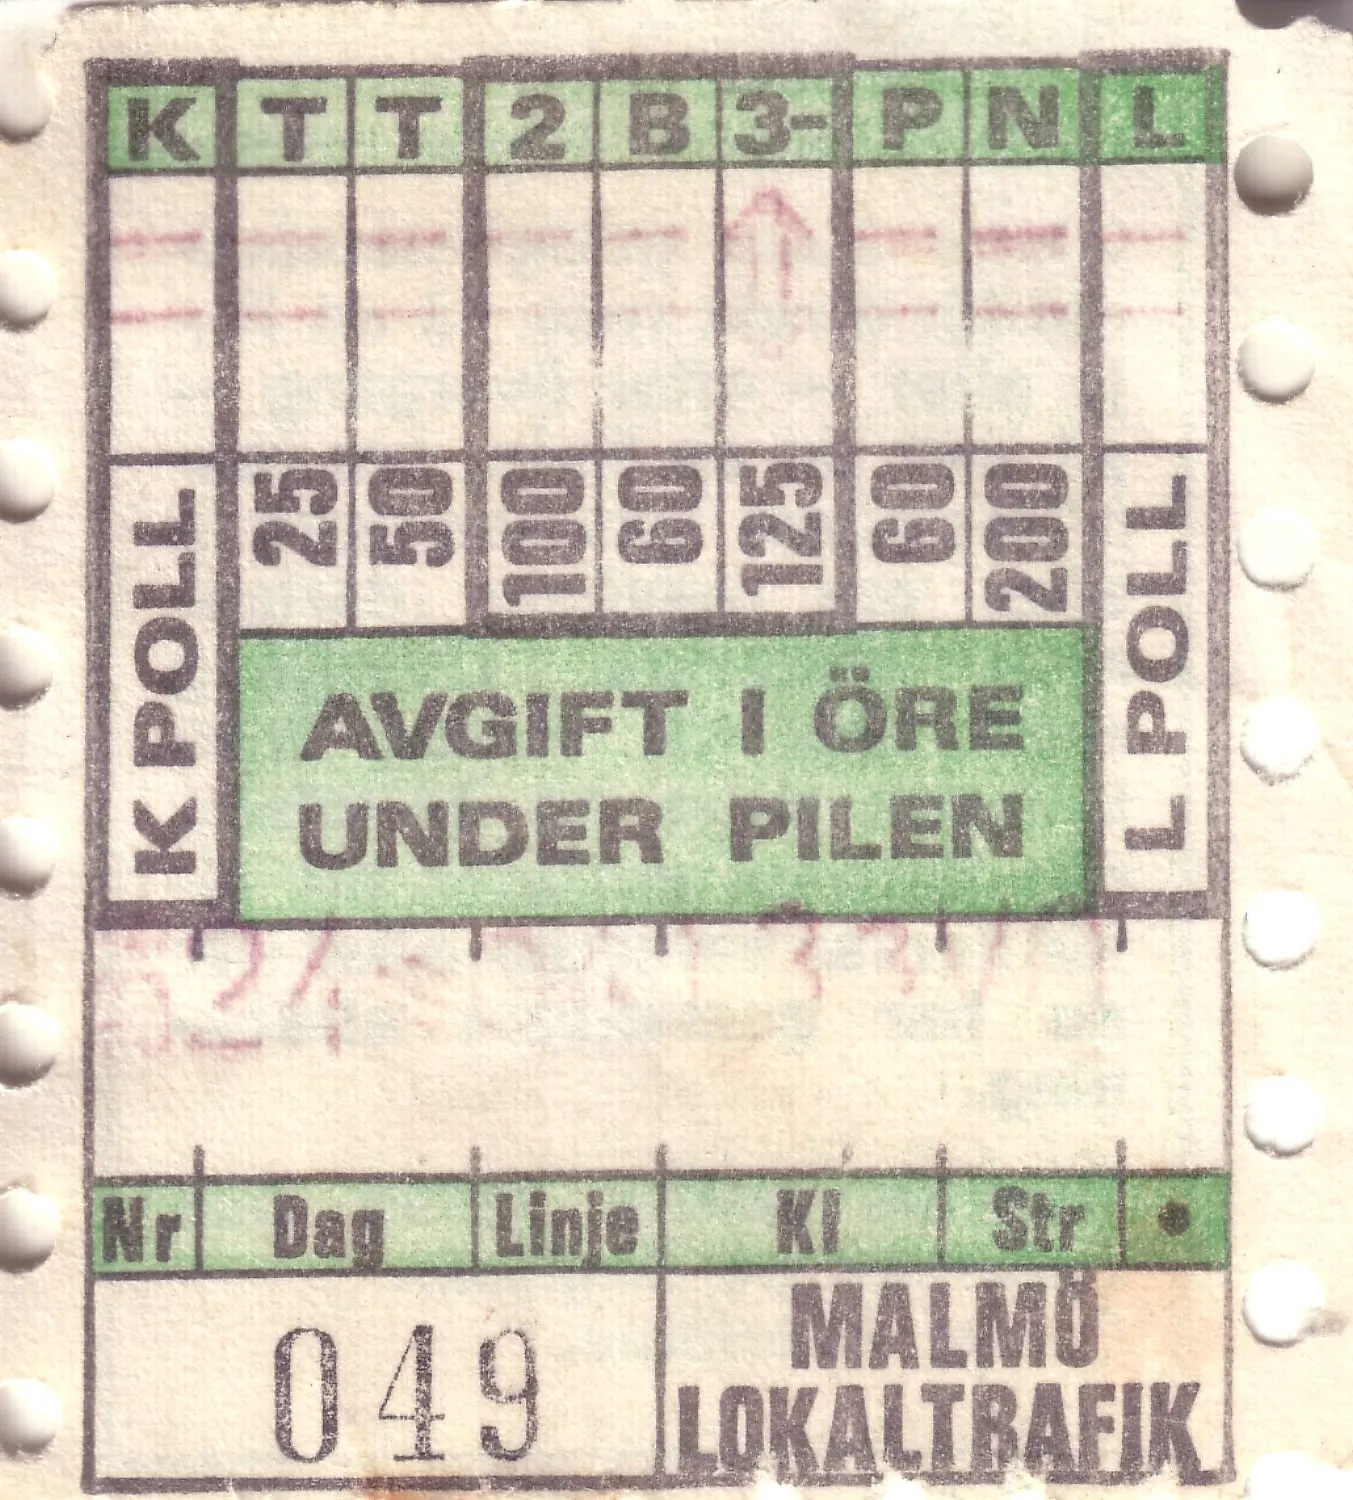 K T T 2 B 3- P N L
K POLL 25 50 100 60 125 60 200 L POLL
AVGIFT I ÖRE
UNDER PILEN
Nr Dag Linje Kl Str •
049
MALMÖ
LOKALTRAFIK